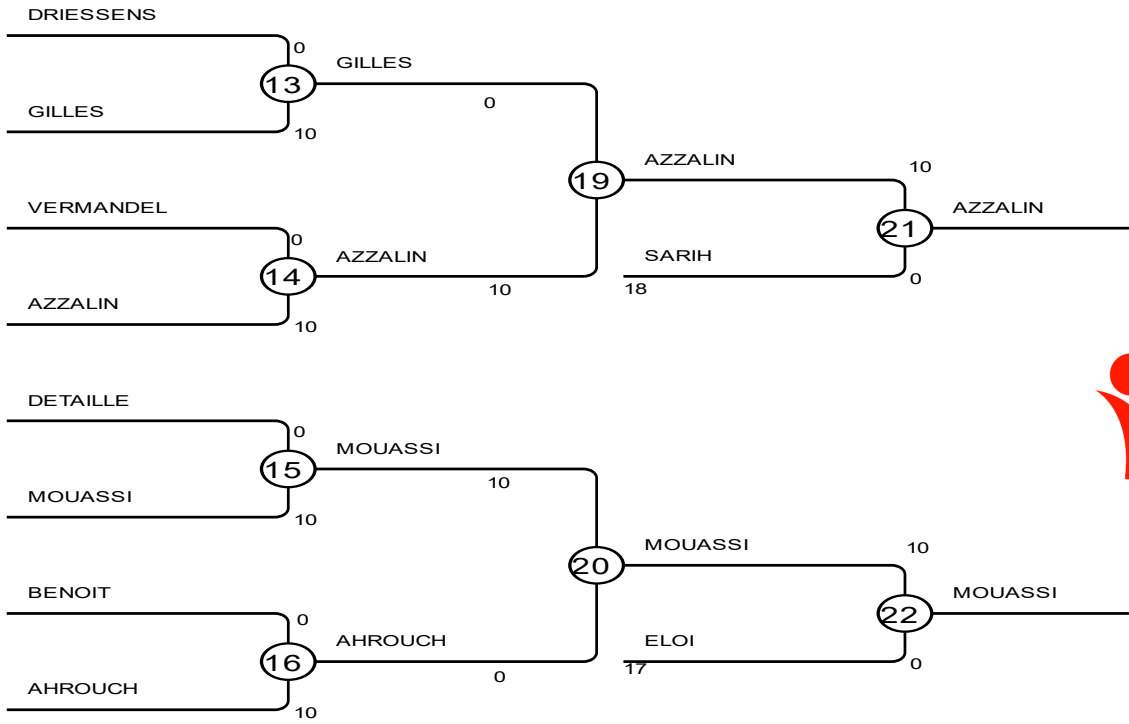 DRIESSENS
0
13
GILLES
0
GILLES
10
19
AZZALIN
10
VERMANDEL
0
14
AZZALIN
10
AZZALIN
10
SARIH
18
21
AZZALIN
0
DETAILLE
0
15
MOUASSI
10
MOUASSI
10
20
MOUASSI
10
BENOIT
0
16
AHROUCH
0
AHROUCH
10
ELOI
17
22
MOUASSI
0